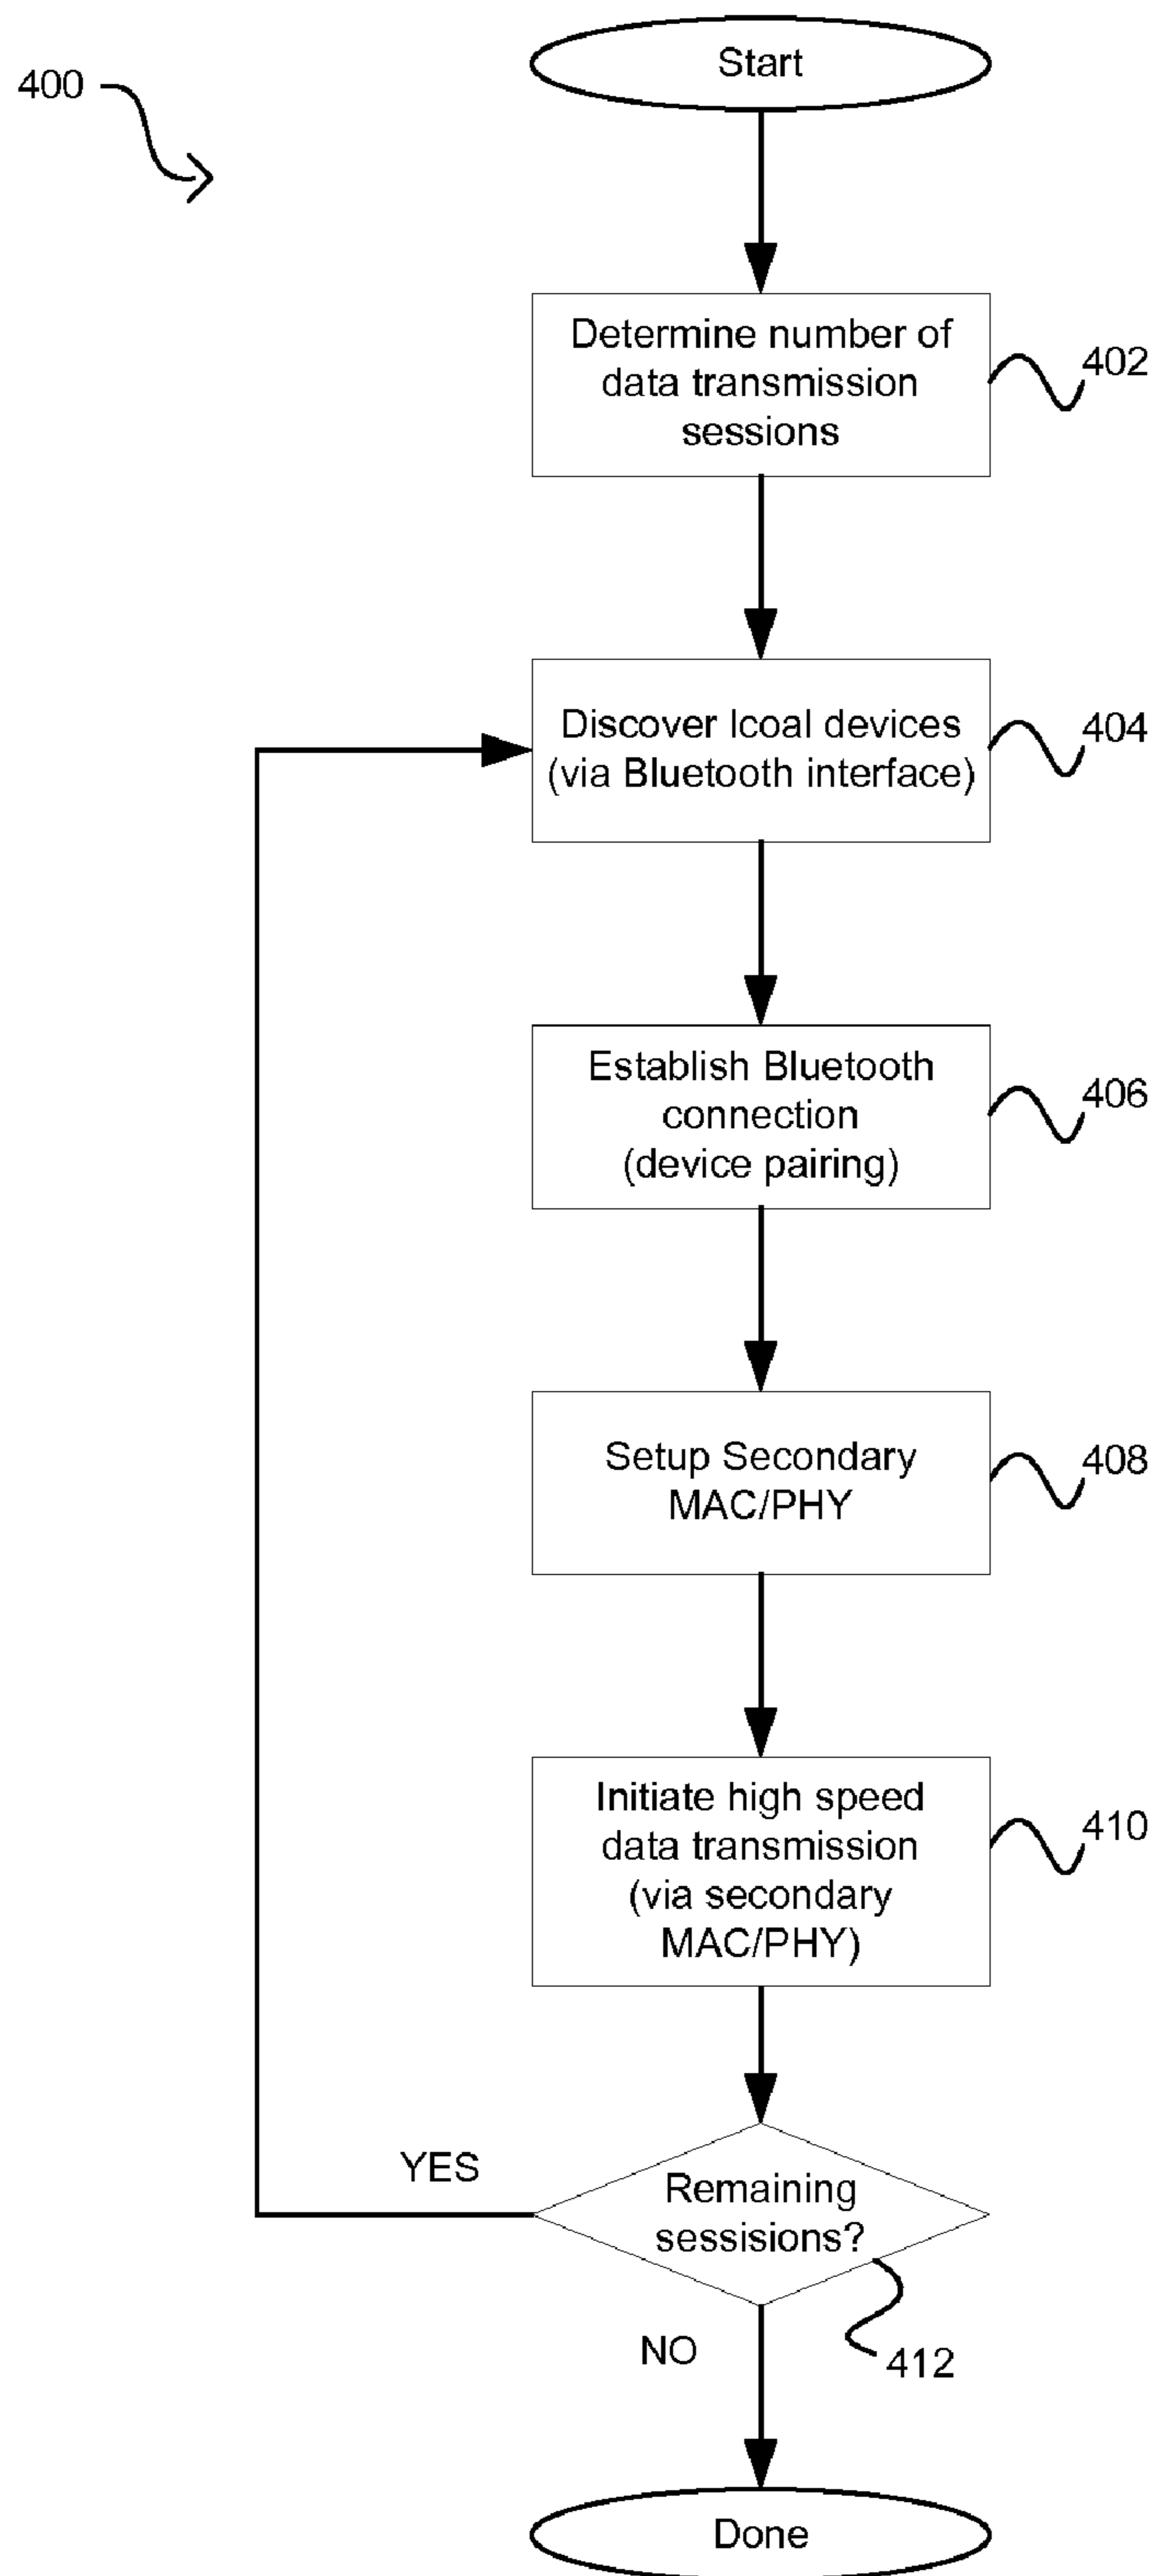 400
Start
Determine number of
data transmission
sessions
402
Discover lcoal devices
(via Bluetooth interface)
404
Establish Bluetooth
connection
(device pairing)
406
Setup Secondary
MAC/PHY
408
Initiate high speed
data transmission
(via secondary
MAC/PHY)
410
YES
Remaining
sessisions?
NO
412
Done